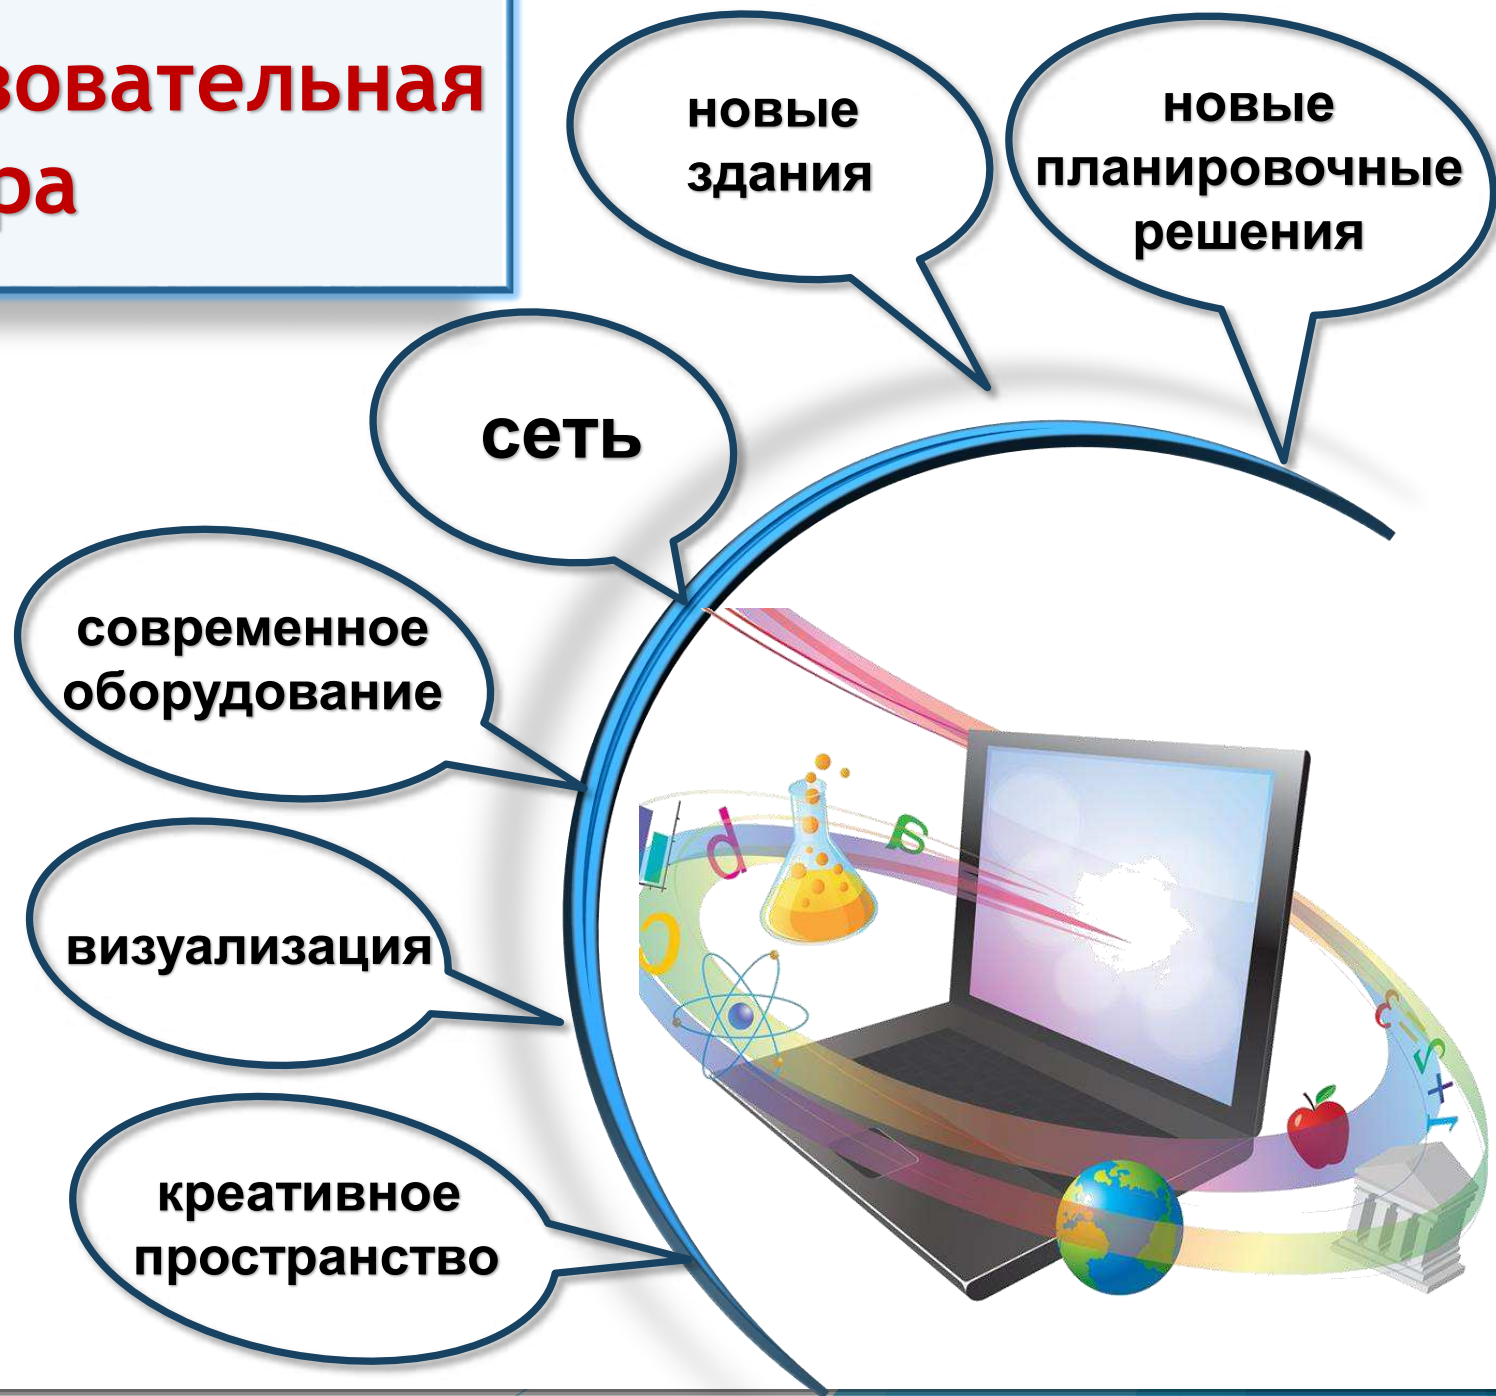 зовательная
ра
новые
здания
новые
планировочные
решения
сеть
современное
оборудование
визуализация
креативное
пространство